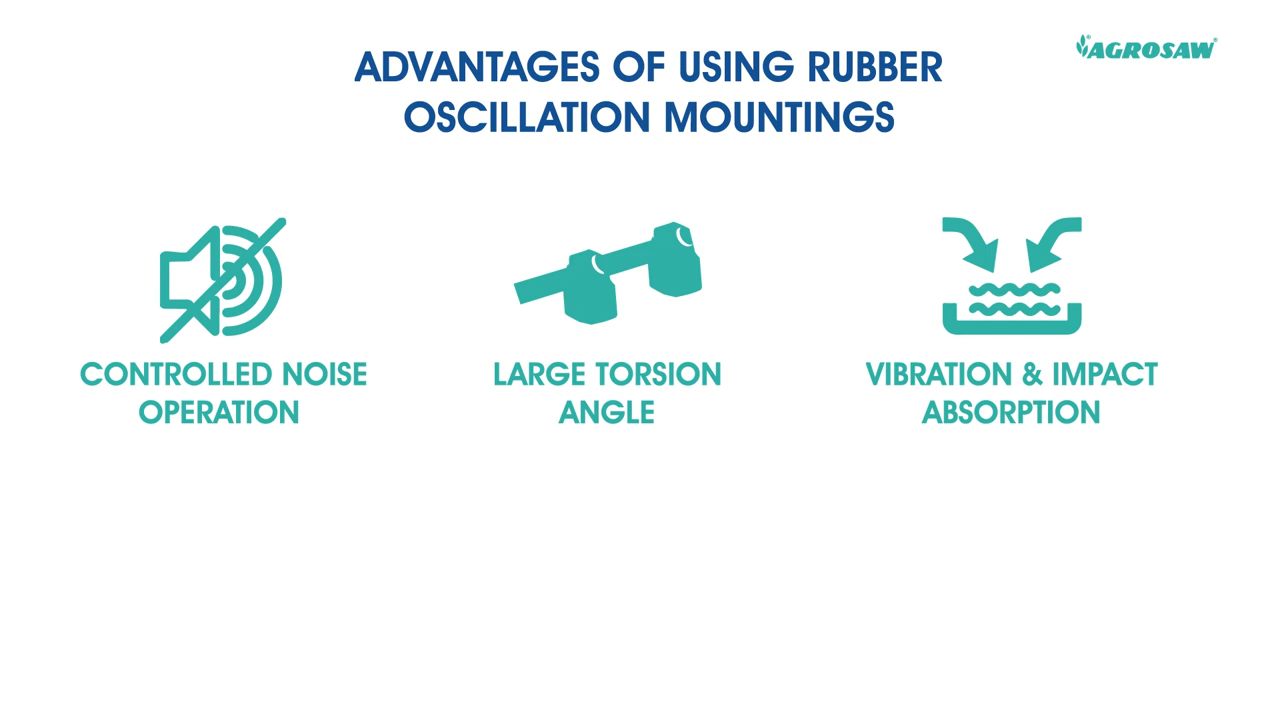 ADVANTAGES OF USING RUBBER
OSCILLATION MOUNTINGS
AGROSAW
CONTROLLED NOISE
OPERATION
LARGE TORSION
ANGLE
VIBRATION & IMPACT
ABSORPTION